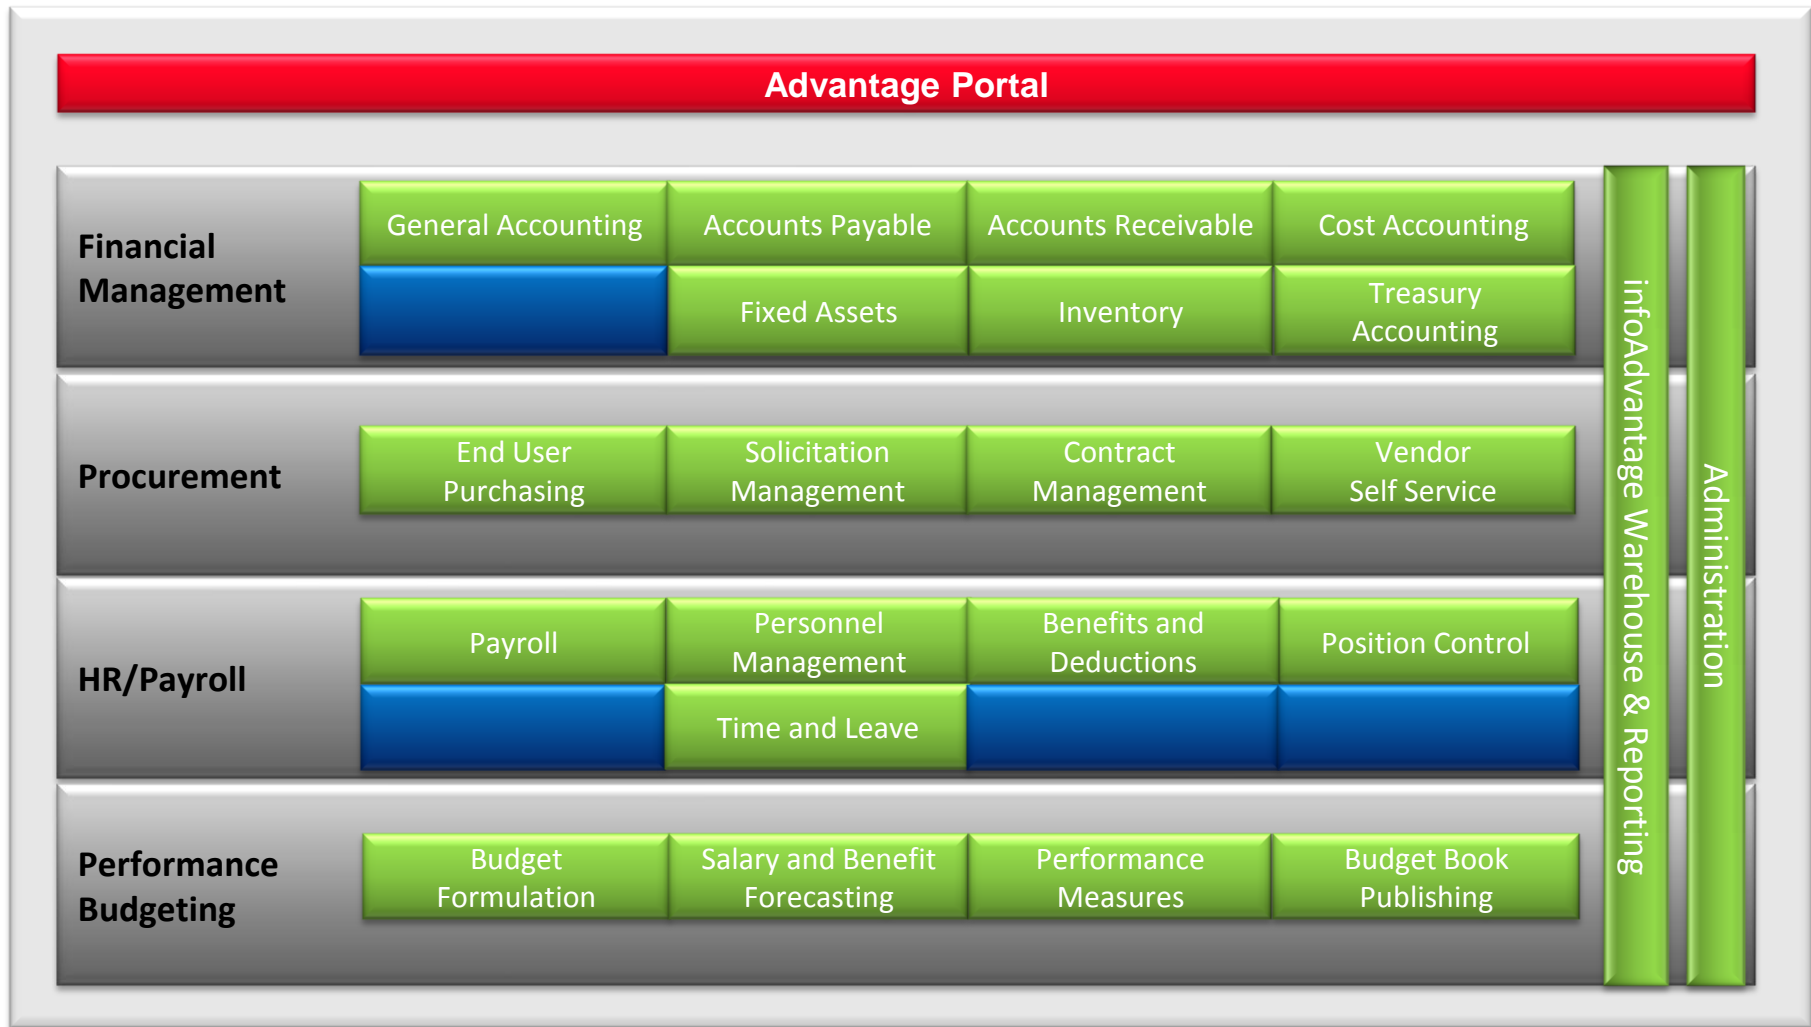 Advantage Portal
Financial
Management
General Accounting
Accounts Payable
Accounts Receivable
Cost Accounting
Fixed Assets
Inventory
Treasury
Accounting
Procurement
End User
Purchasing
Solicitation
Management
Contract
Management
Vendor
Self Service
HR/Payroll
Payroll
Personnel
Management
Benefits and
Deductions
Position Control
Time and Leave
Performance
Budgeting
Budget
Formulation
Salary and Benefit
Forecasting
Performance
Measures
Budget Book
Publishing
infoAdvantage Warehouse & Reporting
Administration